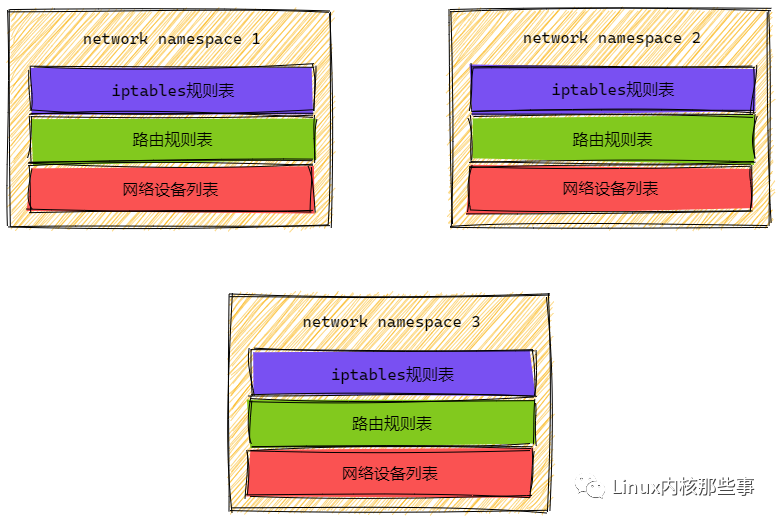 network namespace 1
iptables规则表
路由规则表
网络设备列表
network namespace 2
iptables规则表
路由规则表
网络设备列表
network namespace 3
iptables规则表
路由规则表
网络设备列表
Linux内核那些事